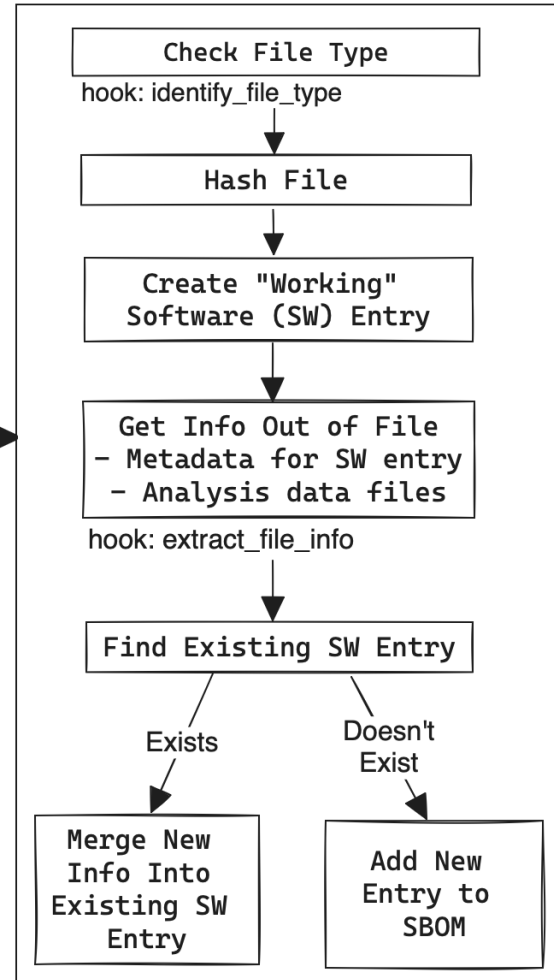 Check File Type
hook: identify_file_type
Hash File
Create "Working"
Software (SW) Entry
Get Info Out of File
– Metadata for SW entry
– Analysis data files
hook: extract_file_info
Find Existing SW Entry
Exists
Doesn't
Exist
Merge New
Info Into
Existing SW
Entry
Add New
Entry to
SBOM